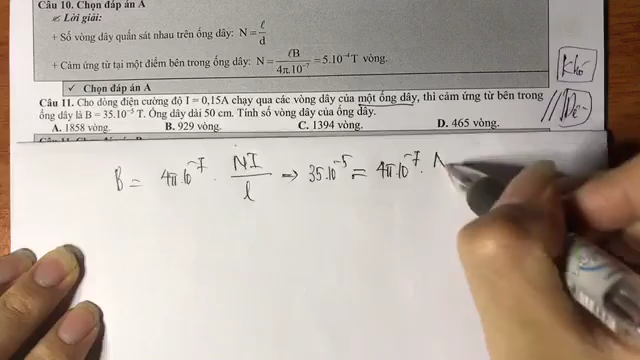 Câu 10. Chọn đáp án A
✍ Lời giải:
+ Số vòng dây quấn sát nhau trên ống dây: N = ℓ/d
+ Cảm ứng từ tại một điểm bên trong ống dây: N = ℓB/4π.10⁻⁷ = 5.10⁻⁴T vòng.
✓ Chọn đáp án A
Câu 11. Cho dòng điện cường độ I = 0,15A chạy qua các vòng dây của một ống dây, thì cảm ứng từ bên trong
ống dây là B = 35.10⁻⁵ T. Ống dây dài 50 cm. Tính số vòng dây của ống dây.
A. 1858 vòng. B. 929 vòng. C. 1394 vòng. D. 465 vòng.
Khó
B = 4π.10⁻⁷ . NI/ℓ → 35.10⁻⁵ = 4π.10⁻⁷. N